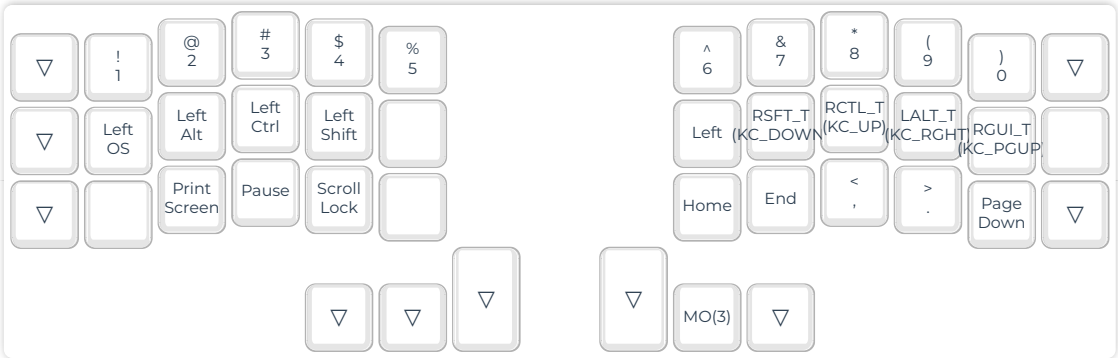 ▽
!
1
@
2
#
3
$
4
%
5
^
6
&
7
*
8
(
9
)
0
▽
▽
Left
OS
Left
Alt
Left
Ctrl
Left
Shift
Left
RSFT_T
(KC_DOWN
RCTL_T
(KC_UP)
LALT_T
(KC_RGHT)
RGUI_T
(KC_PGUP)
▽
Print
Screen
Pause
Scroll
Lock
Home
End
<
,
>
.
Page
Down
▽
▽
▽
▽
▽
MO(3)
▽